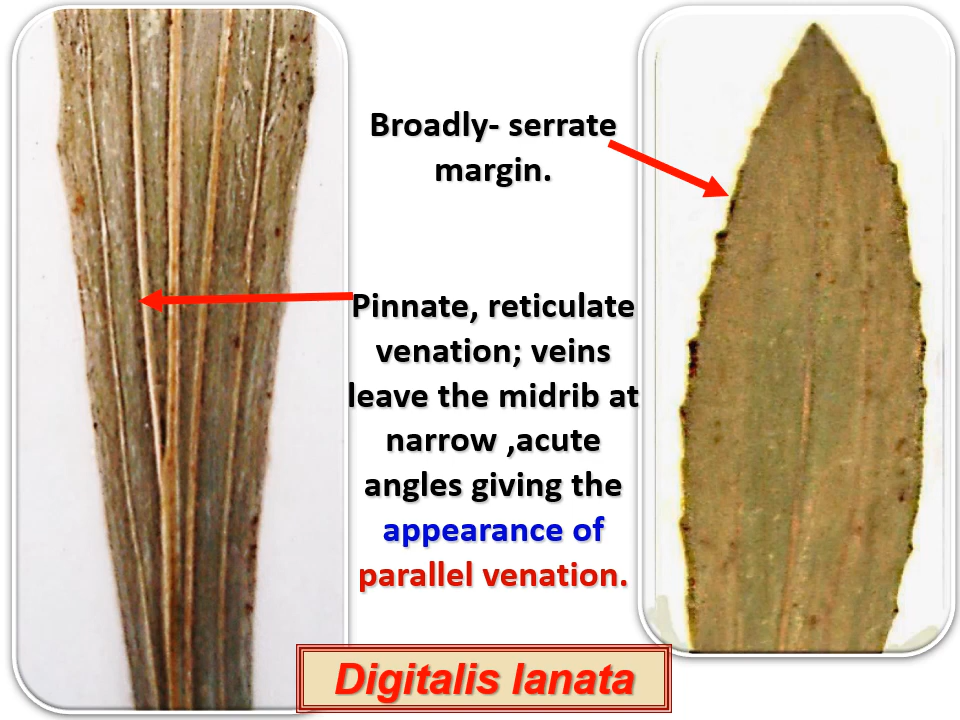 Broadly- serrate
margin.
Pinnate, reticulate
venation; veins
leave the midrib at
narrow ,acute
angles giving the
appearance of
parallel venation.
Digitalis lanata